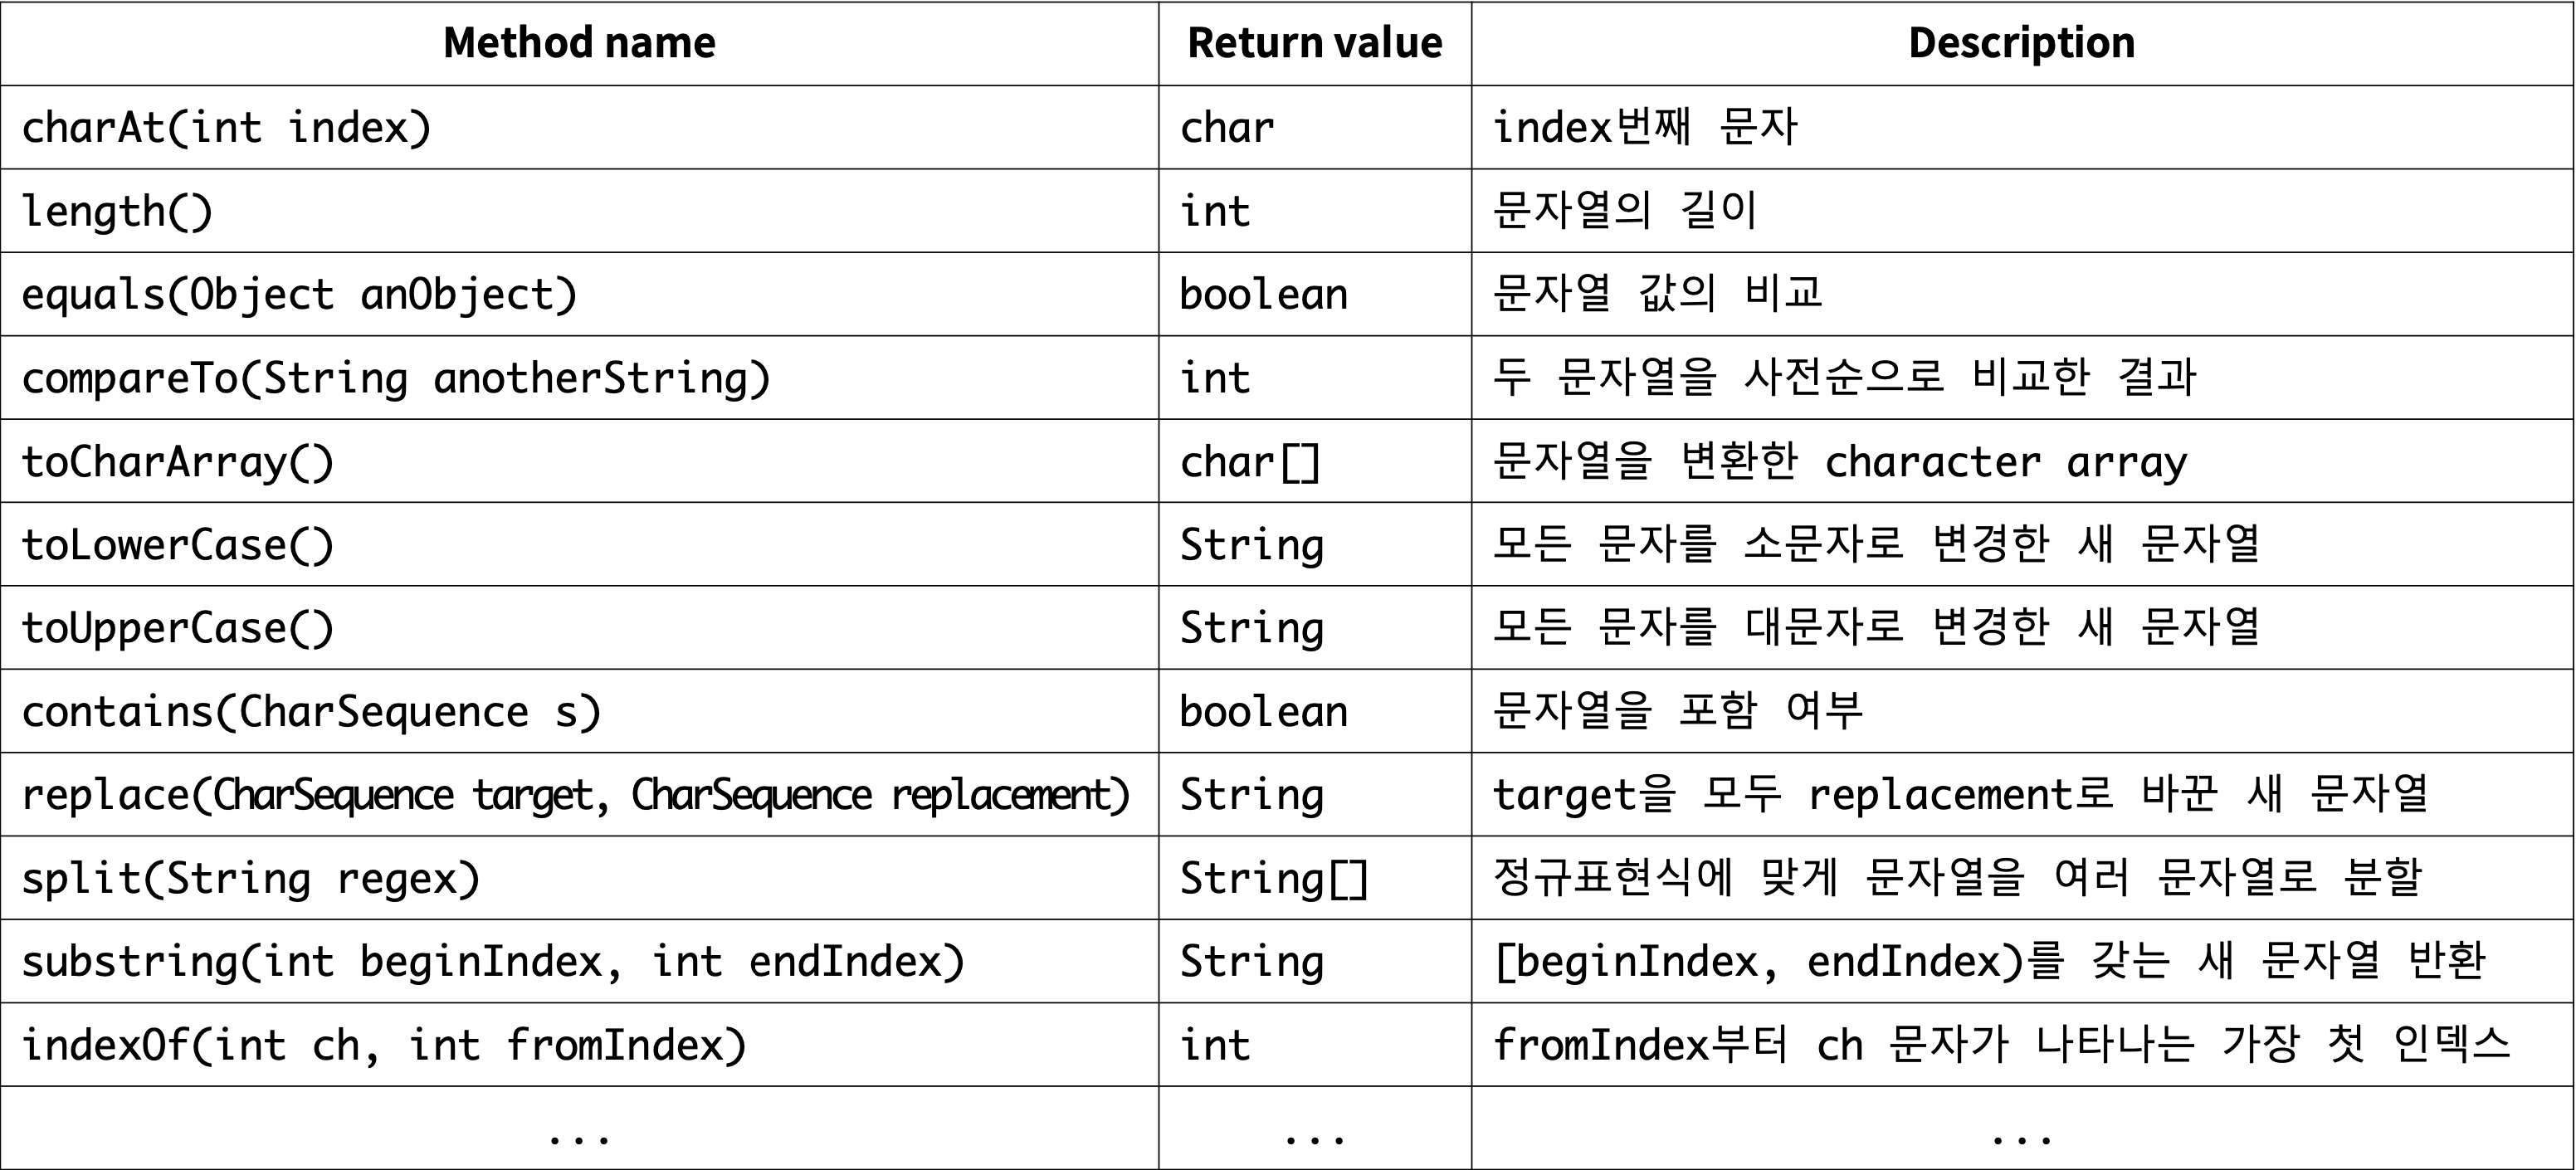 Method name Return value Description
charAt(int index) char index번째 문자
length() int 문자열의 길이
equals(Object anObject) boolean 문자열 값의 비교
compareTo(String anotherString) int 두 문자열을 사전순으로 비교한 결과
toCharArray() char[] 문자열을 변환한 character array
toLowerCase() String 모든 문자를 소문자로 변경한 새 문자열
toUpperCase() String 모든 문자를 대문자로 변경한 새 문자열
contains(CharSequence s) boolean 문자열을 포함 여부
replace(CharSequence target, CharSequence replacement) String target을 모두 replacement로 바꾼 새 문자열
split(String regex) String[] 정규표현식에 맞게 문자열을 여러 문자열로 분할
substring(int beginIndex, int endIndex) String [beginIndex, endIndex)를 갖는 새 문자열 반환
indexOf(int ch, int fromIndex) int fromIndex부터 ch 문자가 나타나는 가장 첫 인덱스
... ... ...